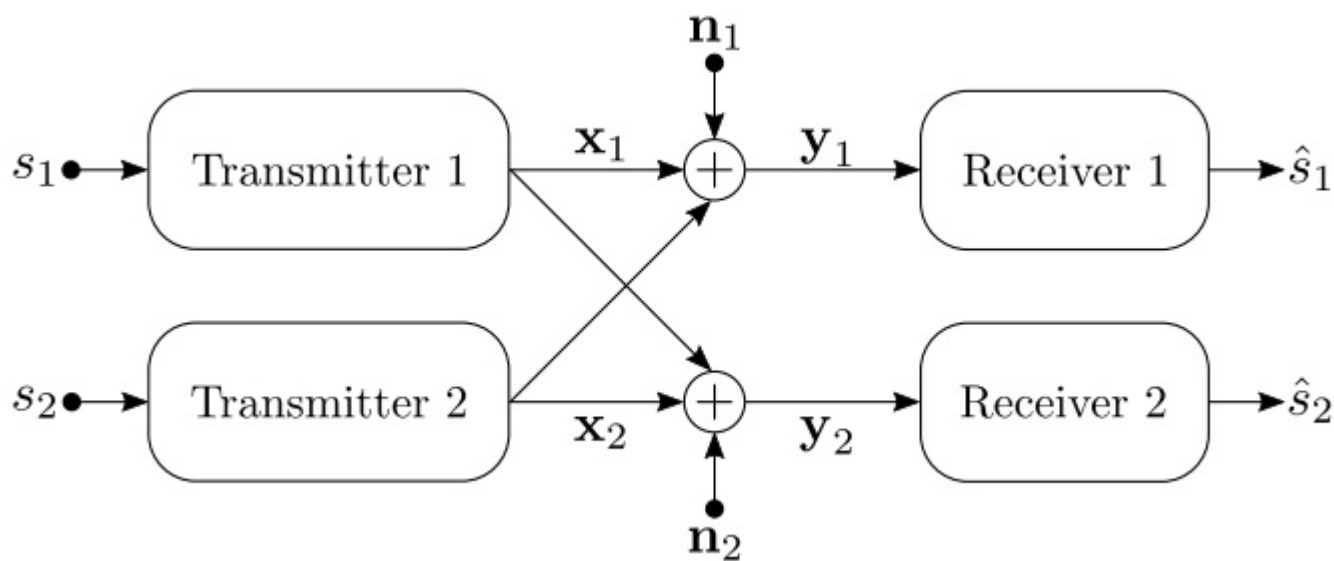 n₁
s₁ Transmitter 1 x₁ + y₁ Receiver 1 ŝ₁
s₂ Transmitter 2 x₂ + y₂ Receiver 2 ŝ₂
n₂